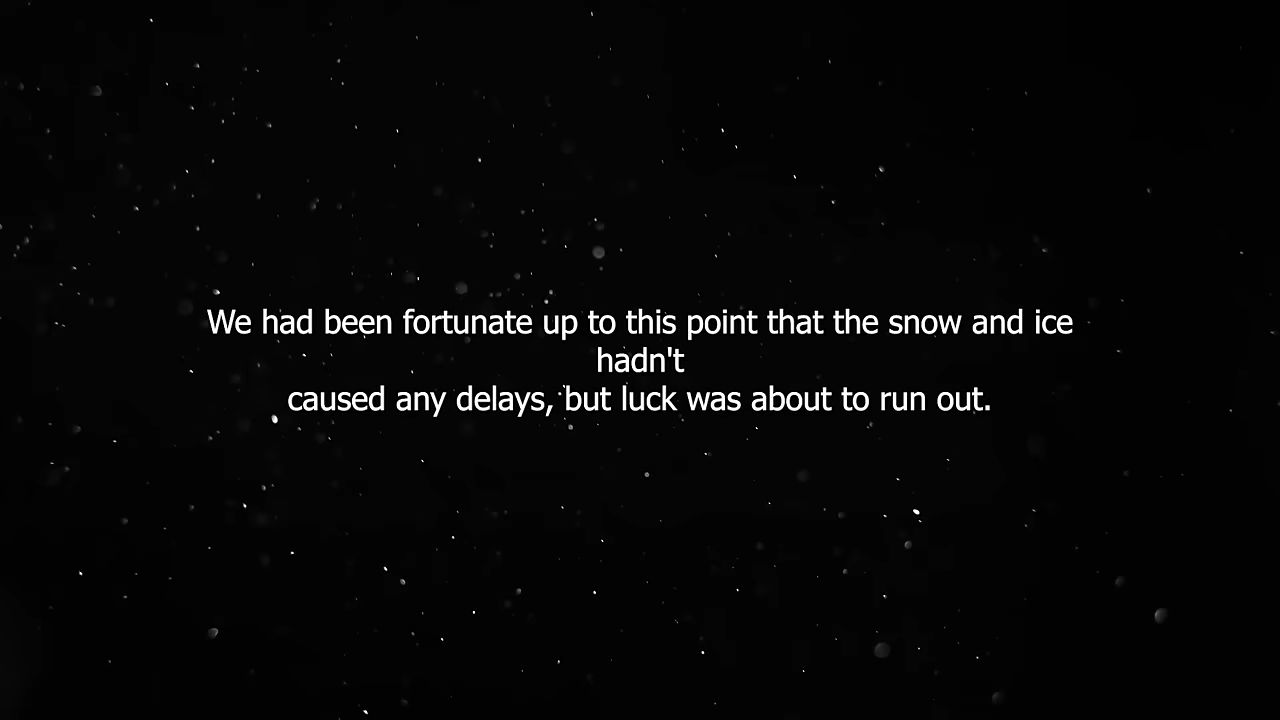 We had been fortunate up to this point that the snow and ice
hadn't
caused any delays, but luck was about to run out.